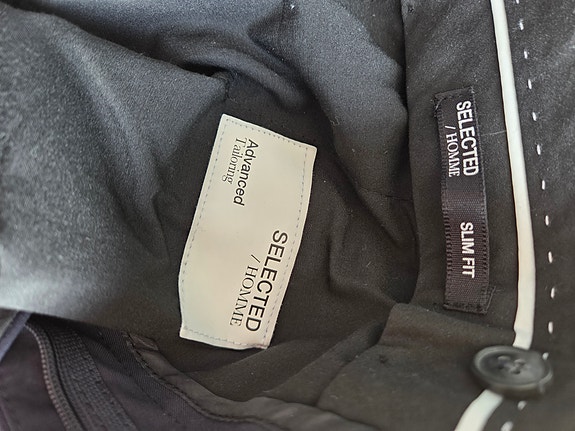 SELECTED
/ HOMME
Advanced
Tailoring
SELECTED
/ HOMME
SLIM FIT